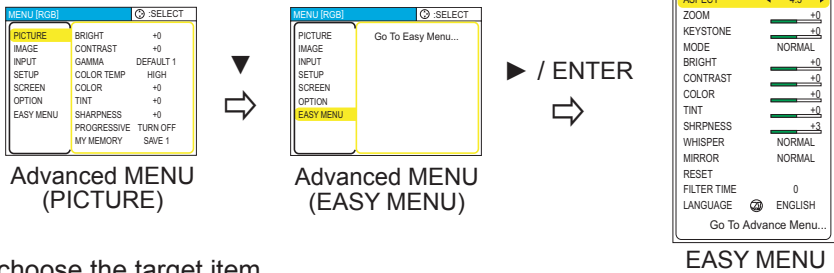 MENU [RGB] :SELECT
PICTURE BRIGHT +0
IMAGE CONTRAST +0
INPUT GAMMA DEFAULT 1
SETUP COLOR TEMP HIGH
SCREEN COLOR +0
OPTION TINT +0
EASY MENU SHARPNESS +0
PROGRESSIVE TURN OFF
MY MEMORY SAVE 1
Advanced MENU
(PICTURE)
▼
MENU [RGB] :SELECT
PICTURE Go To Easy Menu...
IMAGE
INPUT
SETUP
SCREEN
OPTION
EASY MENU
Advanced MENU
(EASY MENU)
► / ENTER
ASPECT 4:3
ZOOM +0
KEYSTONE +0
MODE NORMAL
BRIGHT +0
CONTRAST +0
COLOR +0
TINT +0
SHRPNESS +3
WHISPER NORMAL
MIRROR NORMAL
RESET
FILTER TIME 0
LANGUAGE ENGLISH
Go To Advance Menu...
EASY MENU
choose the target item